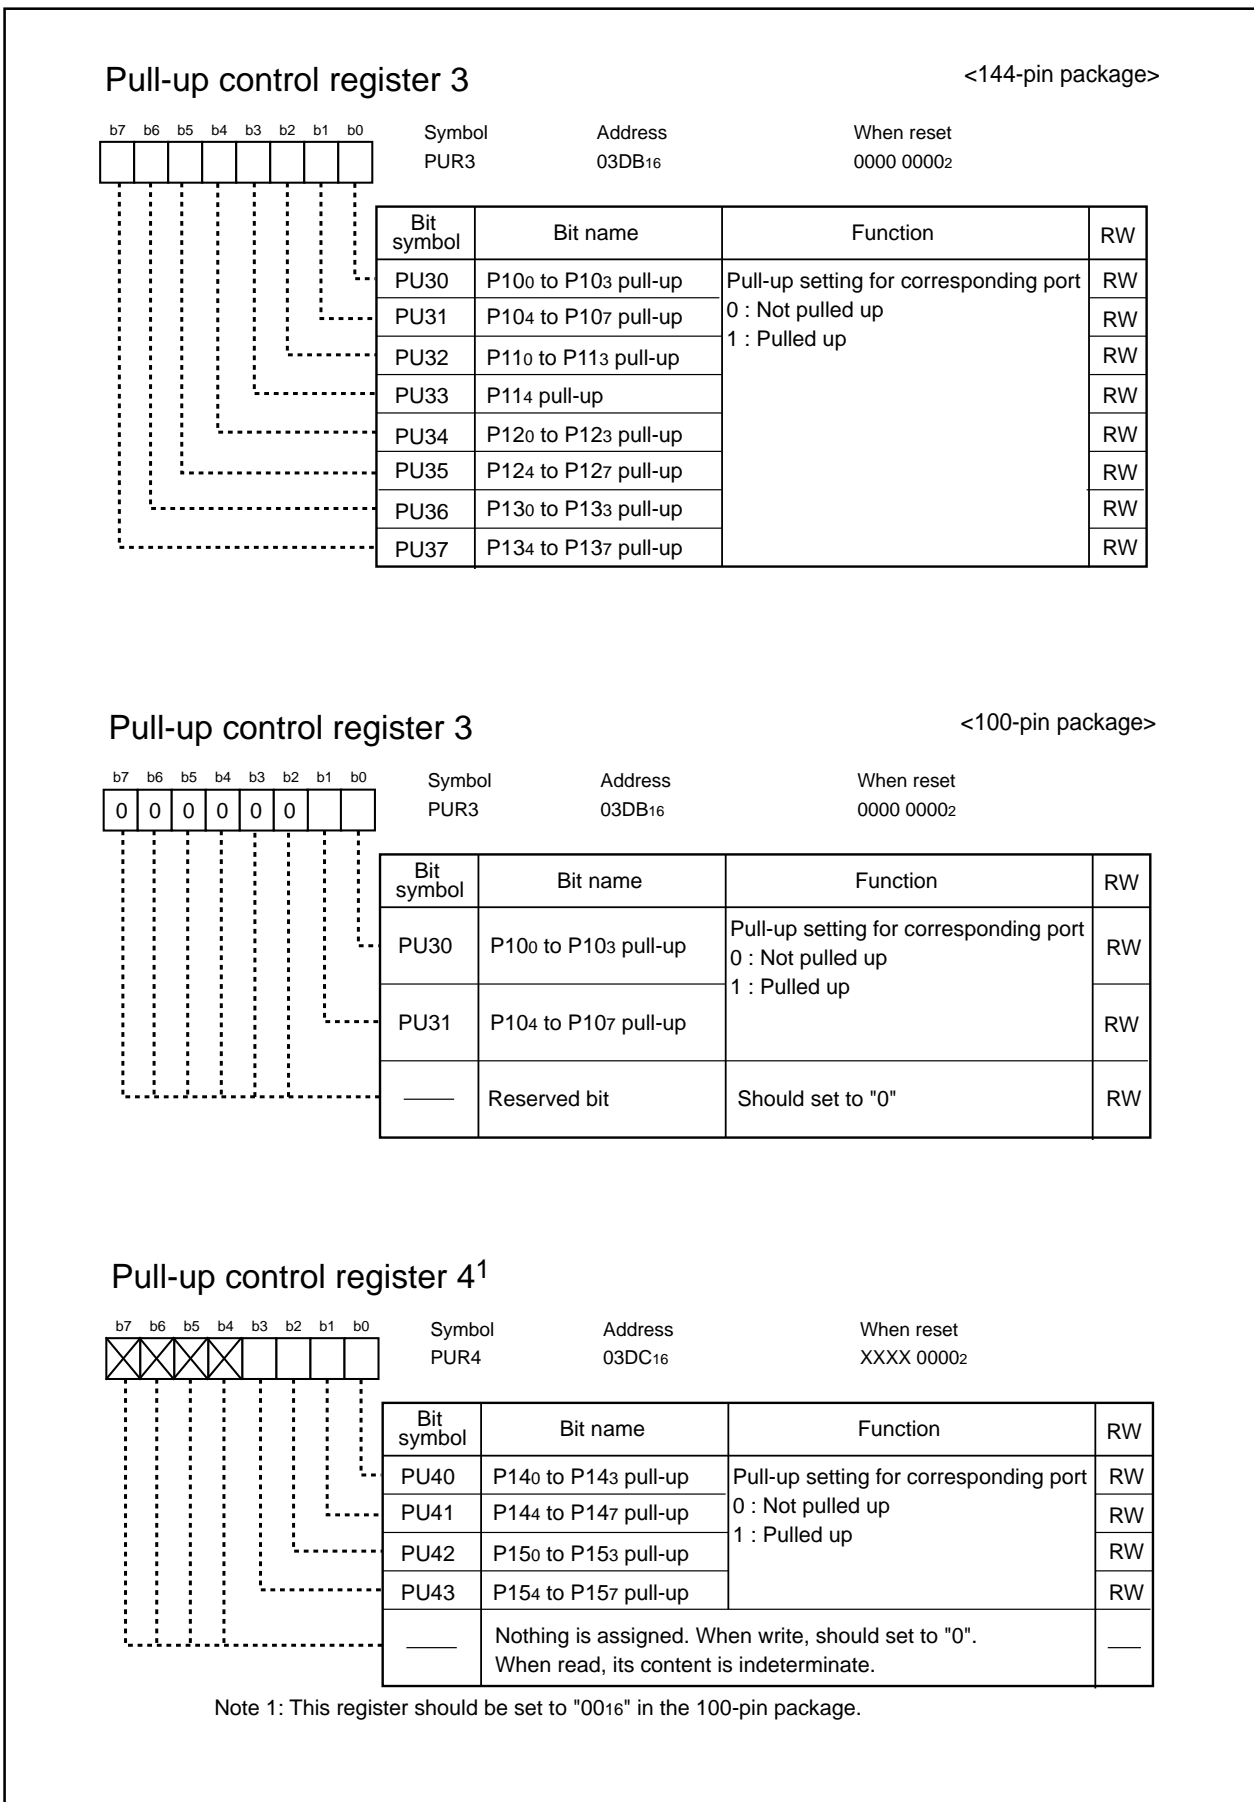 Pull-up control register 3 <144-pin package>
b7 b6 b5 b4 b3 b2 b1 b0 Symbol Address When reset
PUR3 03DB16 0000 00002
Bit symbol Bit name Function RW
PU30 P100 to P103 pull-up Pull-up setting for corresponding port RW
PU31 P104 to P107 pull-up 0 : Not pulled up RW
1 : Pulled up
PU32 P110 to P113 pull-up RW
PU33 P114 pull-up RW
PU34 P120 to P123 pull-up RW
PU35 P124 to P127 pull-up RW
PU36 P130 to P133 pull-up RW
PU37 P134 to P137 pull-up RW
Pull-up control register 3 <100-pin package>
b7 b6 b5 b4 b3 b2 b1 b0 Symbol Address When reset
0 0 0 0 0 0 PUR3 03DB16 0000 00002
Bit symbol Bit name Function RW
Pull-up setting for corresponding port
PU30 P100 to P103 pull-up 0 : Not pulled up RW
1 : Pulled up
PU31 P104 to P107 pull-up RW
Reserved bit Should set to "0" RW
Pull-up control register 41
b7 b6 b5 b4 b3 b2 b1 b0 Symbol Address When reset
PUR4 03DC16 XXXX 00002
Bit symbol Bit name Function RW
PU40 P140 to P143 pull-up Pull-up setting for corresponding port RW
PU41 P144 to P147 pull-up 0 : Not pulled up RW
1 : Pulled up
PU42 P150 to P153 pull-up RW
PU43 P154 to P157 pull-up RW
Nothing is assigned. When write, should set to "0".
When read, its content is indeterminate.
Note 1: This register should be set to "0016" in the 100-pin package.